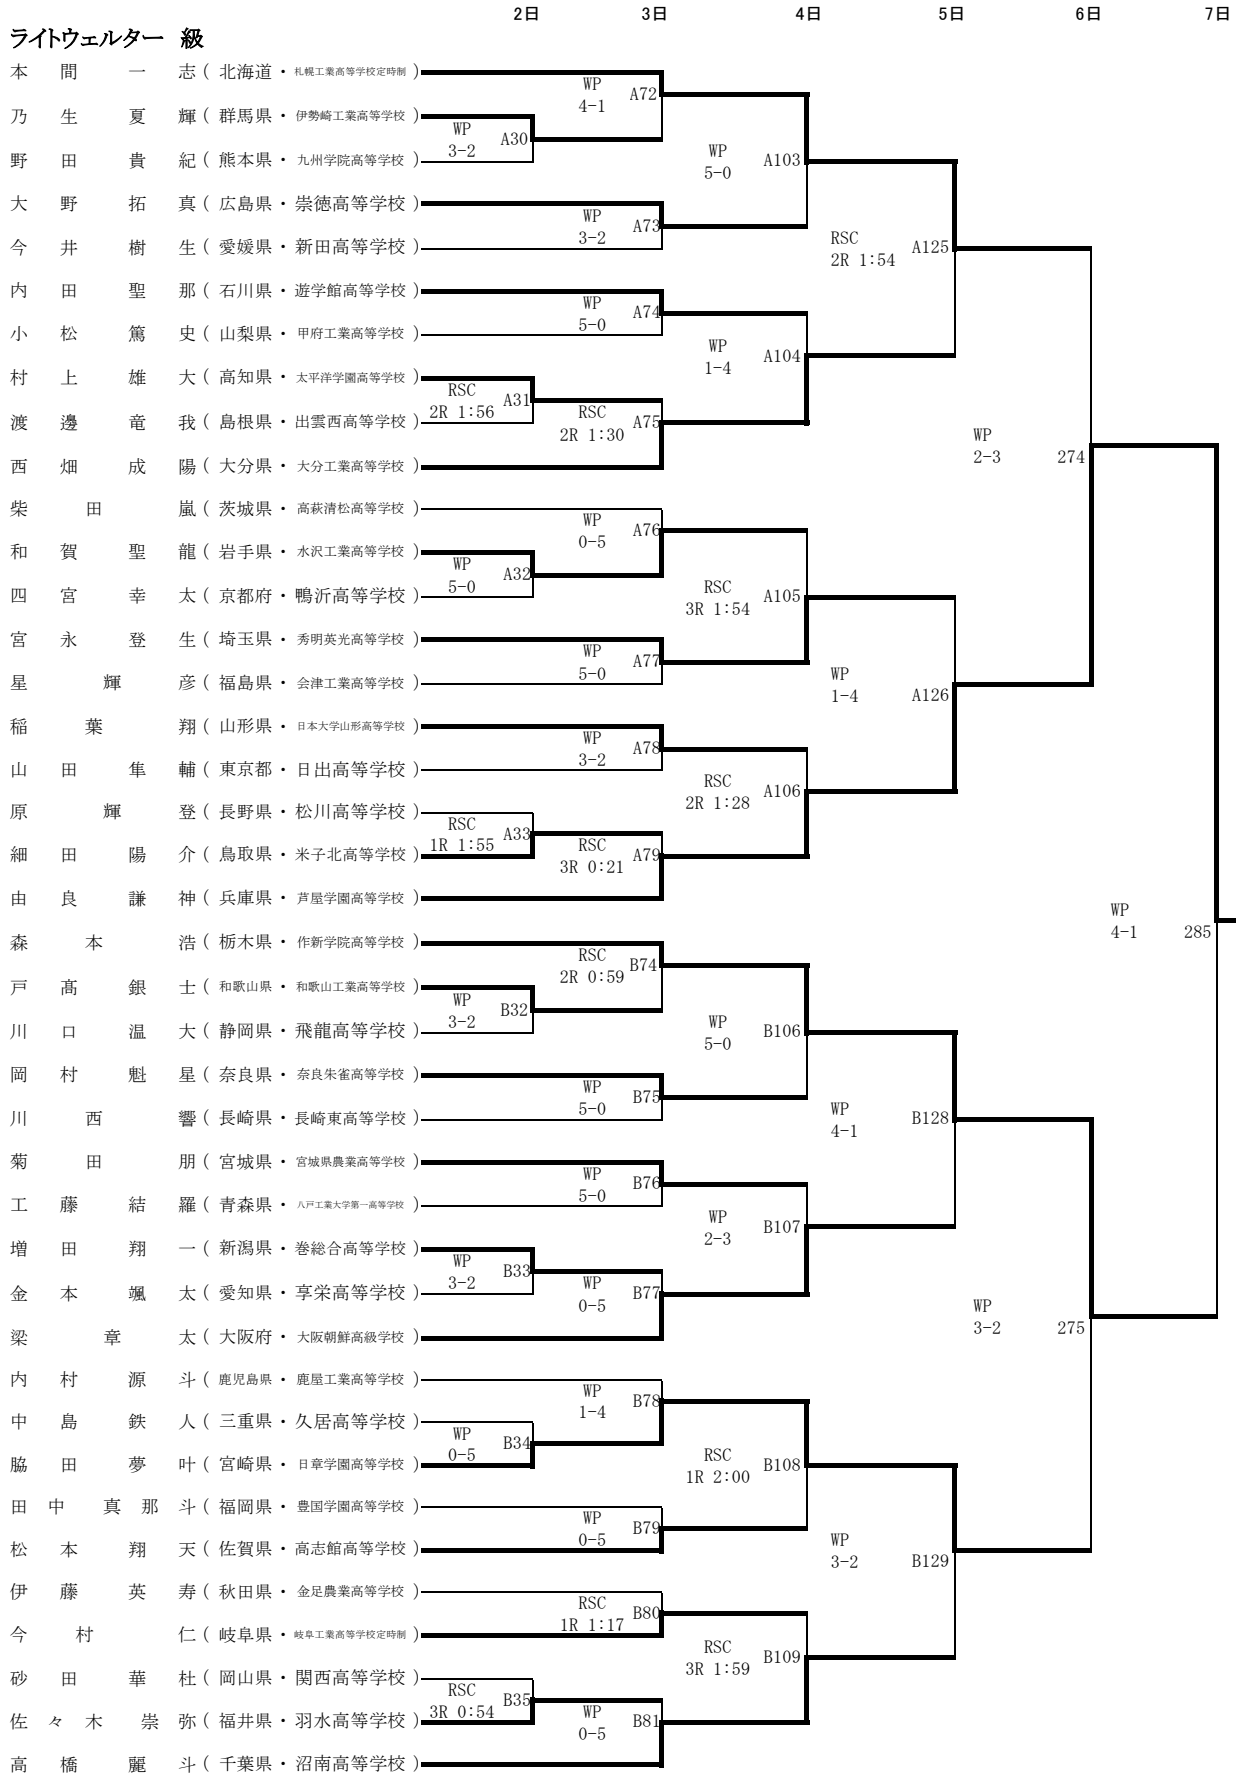 2日 3日 4日 5日 6日 7日
ライトウェルター 級
本間一志 ( 北海道・札幌工業高等学校定時制 )
WP
4-1 A72
乃生夏輝 ( 群馬県・伊勢崎工業高等学校 )
WP
3-2 A30
WP
5-0 A103
野田貴紀 ( 熊本県・九州学院高等学校 )
大野拓真 ( 広島県・崇徳高等学校 )
WP
3-2 A73
RSC
2R 1:54 A125
今井樹生 ( 愛媛県・新田高等学校 )
内田聖那 ( 石川県・遊学館高等学校 )
WP
5-0 A74
小松篤史 ( 山梨県・甲府工業高等学校 )
WP
1-4 A104
村上雄大 ( 高知県・太平洋学園高等学校 )
RSC
2R 1:56 A31
RSC
2R 1:30 A75
渡邊竜我 ( 島根県・出雲西高等学校 )
WP
2-3 274
西畑成陽 ( 大分県・大分工業高等学校 )
柴田嵐 ( 茨城県・高萩清松高等学校 )
WP
0-5 A76
和賀聖龍 ( 岩手県・水沢工業高等学校 )
WP
5-0 A32
RSC
3R 1:54 A105
四宮幸太 ( 京都府・鴨沂高等学校 )
宮永登生 ( 埼玉県・秀明英光高等学校 )
WP
5-0 A77
WP
1-4 A126
星輝彦 ( 福島県・会津工業高等学校 )
稲葉翔 ( 山形県・日本大学山形高等学校 )
WP
3-2 A78
山田隼輔 ( 東京都・日出高等学校 )
RSC
2R 1:28 A106
原輝登 ( 長野県・松川高等学校 )
RSC
1R 1:55 A33
RSC
3R 0:21 A79
細田陽介 ( 鳥取県・米子北高等学校 )
由良謙神 ( 兵庫県・芦屋学園高等学校 )
WP
4-1 285
森本浩 ( 栃木県・作新学院高等学校 )
RSC
2R 0:59 B74
戸髙銀士 ( 和歌山県・和歌山工業高等学校 )
WP
3-2 B32
WP
5-0 B106
川口温大 ( 静岡県・飛龍高等学校 )
岡村魁星 ( 奈良県・奈良朱雀高等学校 )
WP
5-0 B75
WP
4-1 B128
川西響 ( 長崎県・長崎東高等学校 )
菊田朋 ( 宮城県・宮城県農業高等学校 )
WP
5-0 B76
工藤結羅 ( 青森県・八戸工業大学第一高等学校 )
WP
2-3 B107
増田翔一 ( 新潟県・巻総合高等学校 )
WP
3-2 B33
WP
0-5 B77
金本颯太 ( 愛知県・享栄高等学校 )
WP
3-2 275
梁章太 ( 大阪府・大阪朝鮮高級学校 )
内村源斗 ( 鹿児島県・鹿屋工業高等学校 )
WP
1-4 B78
中島鉄人 ( 三重県・久居高等学校 )
WP
0-5 B34
RSC
1R 2:00 B108
脇田夢叶 ( 宮崎県・日章学園高等学校 )
田中真那斗 ( 福岡県・豊国学園高等学校 )
WP
0-5 B79
WP
3-2 B129
松本翔天 ( 佐賀県・高志館高等学校 )
伊藤英寿 ( 秋田県・金足農業高等学校 )
RSC
1R 1:17 B80
今村仁 ( 岐阜県・岐阜工業高等学校定時制 )
RSC
3R 1:59 B109
砂田華杜 ( 岡山県・関西高等学校 )
RSC
3R 0:54 B35
WP
0-5 B81
佐々木崇弥 ( 福井県・羽水高等学校 )
高橋麗斗 ( 千葉県・沼南高等学校 )